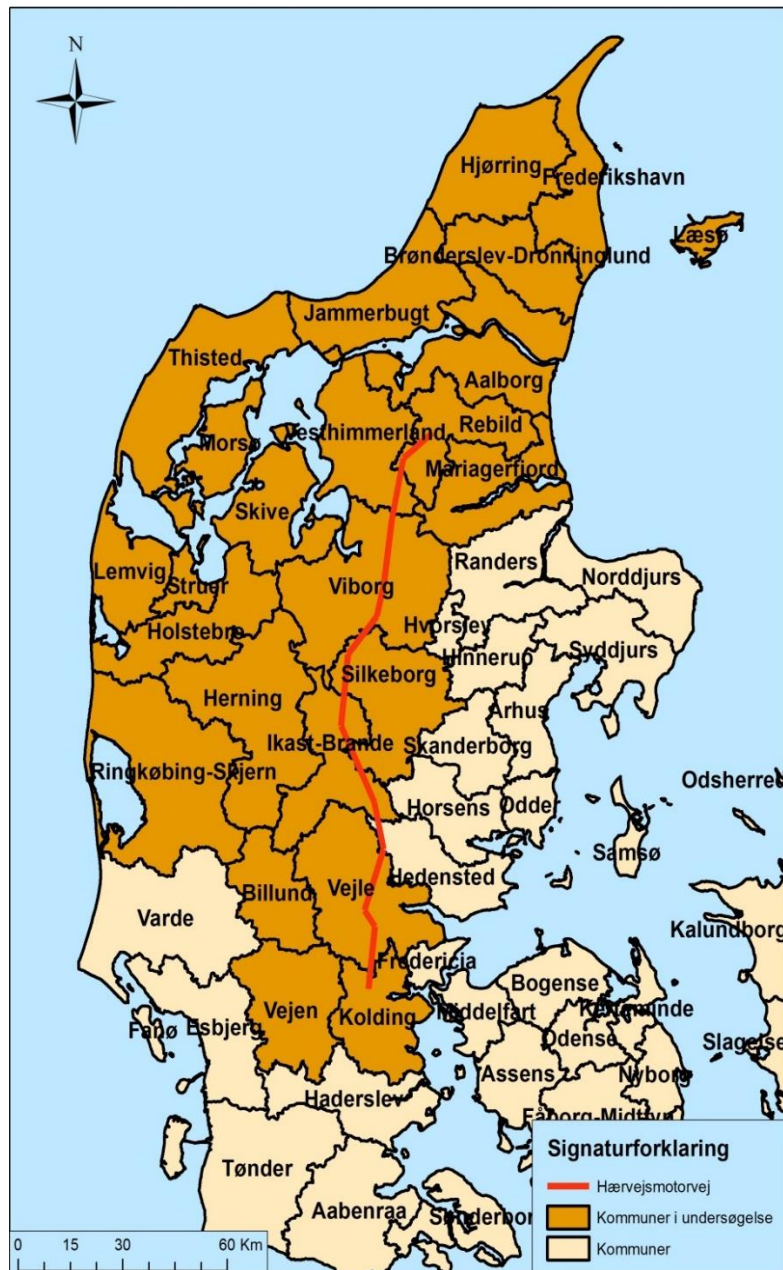 N
Hjørring
Frederikshavn
Læsø
Brønderslev-Dronninglund
Jammerbugt
Thisted
Aalborg
Rebild
Vesthimmerland
Morsø
Mariagerfjord
Skive
Randers
Norddjurs
Lemvig
Struer
Viborg
Hvorslev
Holstebro
Hinnerup
Syddjurs
Silkeborg
Herning
Arhus
Ikast-Brande
Skanderborg
Ringkøbing-Skjern
Odsherred
Horsens
Odder
Samsø
Hedensted
Billund
Vejle
Varde
Kalundborg
Fredericia
Bogense
Vejen
Kolding
Middelfart
Kerteminde
Fanø
Esbjerg
Odense
Slagelse
Assens
Nyborg
Haderslev
Fåborg-Midtfyn
Tønder
Aabenraa
Sønderbor
Signaturforklaring
Hærvejsmotorvej
Kommuner i undersøgelse
Kommuner
0 15 30 60 Km